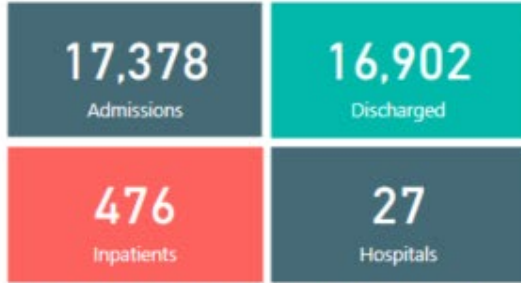 17,378
Admissions
16,902
Discharged
476
Inpatients
27
Hospitals